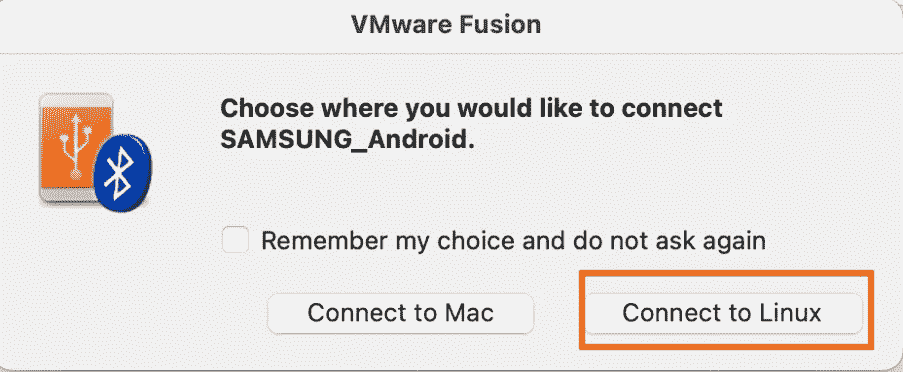 VMware Fusion
Choose where you would like to connect
SAMSUNG_Android.
Remember my choice and do not ask again
Connect to Mac
Connect to Linux